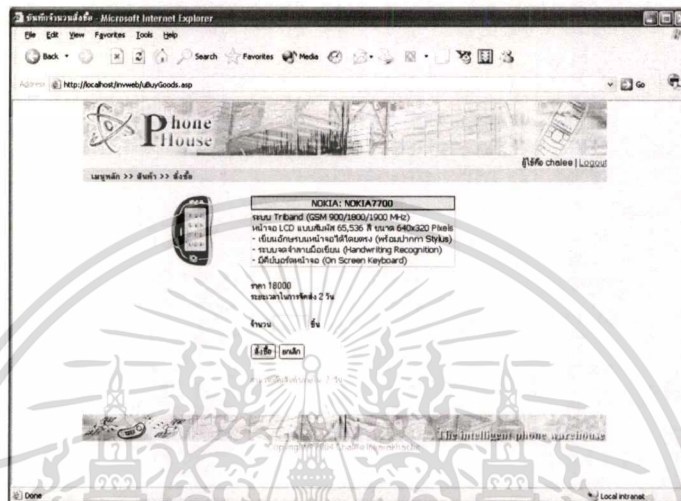 บันทึกจำนวนสั่งซื้อ - Microsoft Internet Explorer
File Edit View Favorites Tools Help
Back Search Favorites Media
Address http://localhost/invweb/uBuyGoods.asp Go
Phone House
ผู้ใช้คือ chalee | Logout
เมนูหลัก >> สินค้า >> สั่งซื้อ
NOKIA: NOKIA7700
ระบบ Triband (GSM 900/1800/1900 MHz)
หน้าจอ LCD แบบสัมผัส 65,536 สี ขนาด 640x320 Pixels
- เขียนอักษรบนหน้าจอได้โดยตรง (พร้อมปากกา Stylus)
- ระบบจดจำลายมือเขียน (Handwriting Recognition)
- มีคีย์บอร์ดหน้าจอ (On Screen Keyboard)
ราคา 18000
ระยะเวลาในการจัดส่ง 2 วัน
จำนวน ชิ้น
สั่งซื้อ ยกเลิก
The intelligent phone warehouse
Done Local intranet